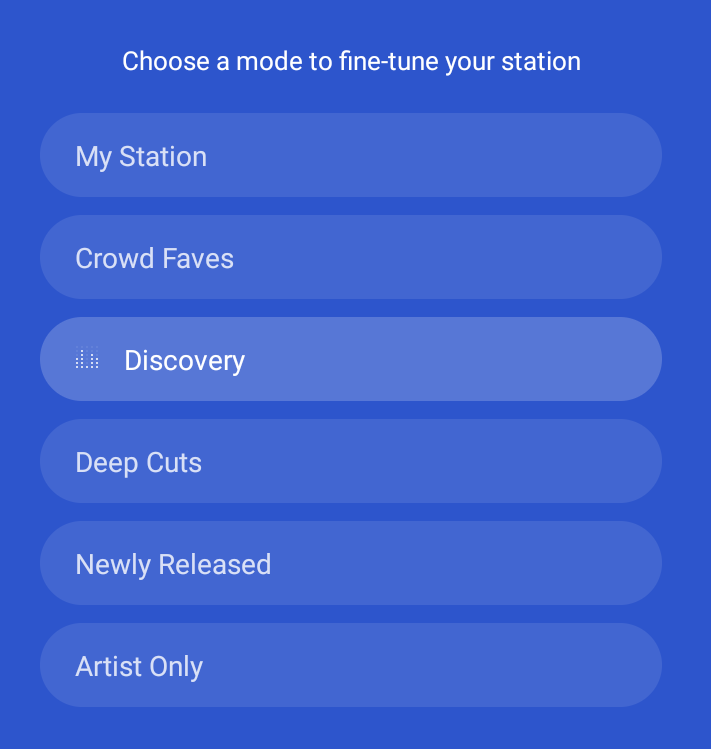 Choose a mode to fine-tune your station
My Station
Crowd Faves
Discovery
Deep Cuts
Newly Released
Artist Only